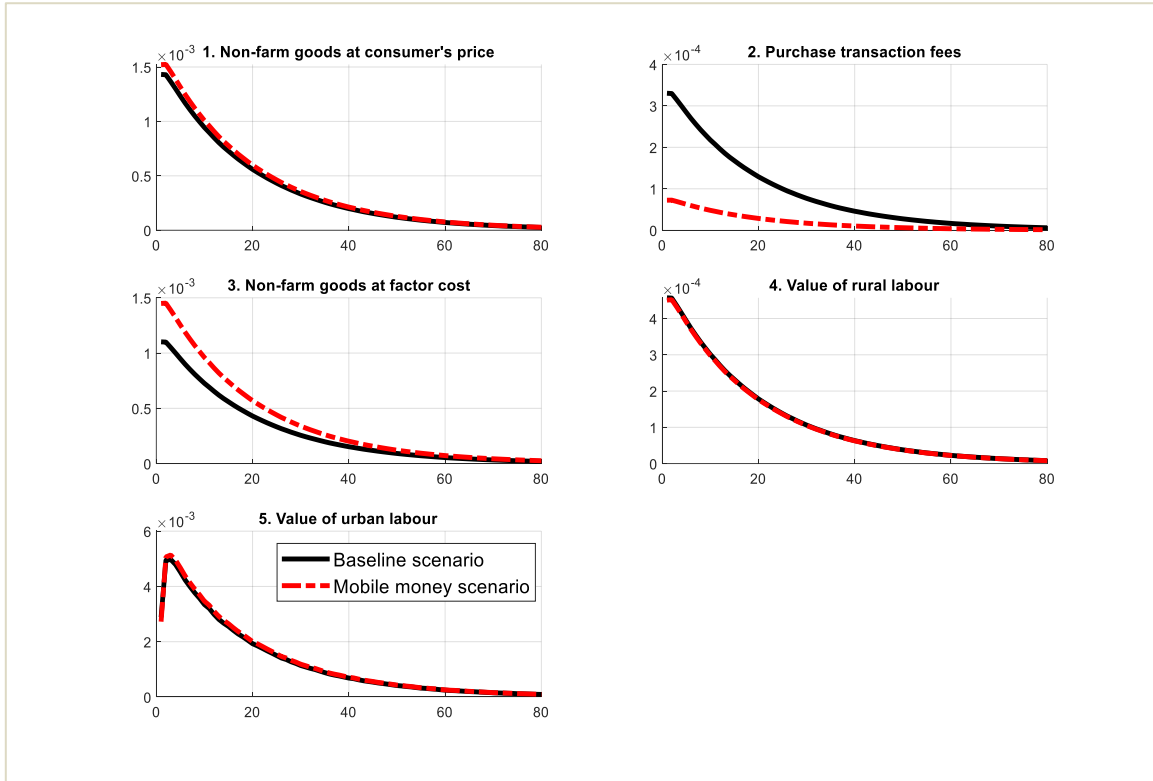 1. Non-farm goods at consumer's price
×10⁻³
1.5
1
0.5
0
0 20 40 60 80
2. Purchase transaction fees
×10⁻⁴
4
3
2
1
0
0 20 40 60 80
3. Non-farm goods at factor cost
×10⁻³
1.5
1
0.5
0
0 20 40 60 80
4. Value of rural labour
×10⁻⁴
4
3
2
1
0
0 20 40 60 80
5. Value of urban labour
×10⁻³
6
4
2
0
0 20 40 60 80
Baseline scenario
Mobile money scenario